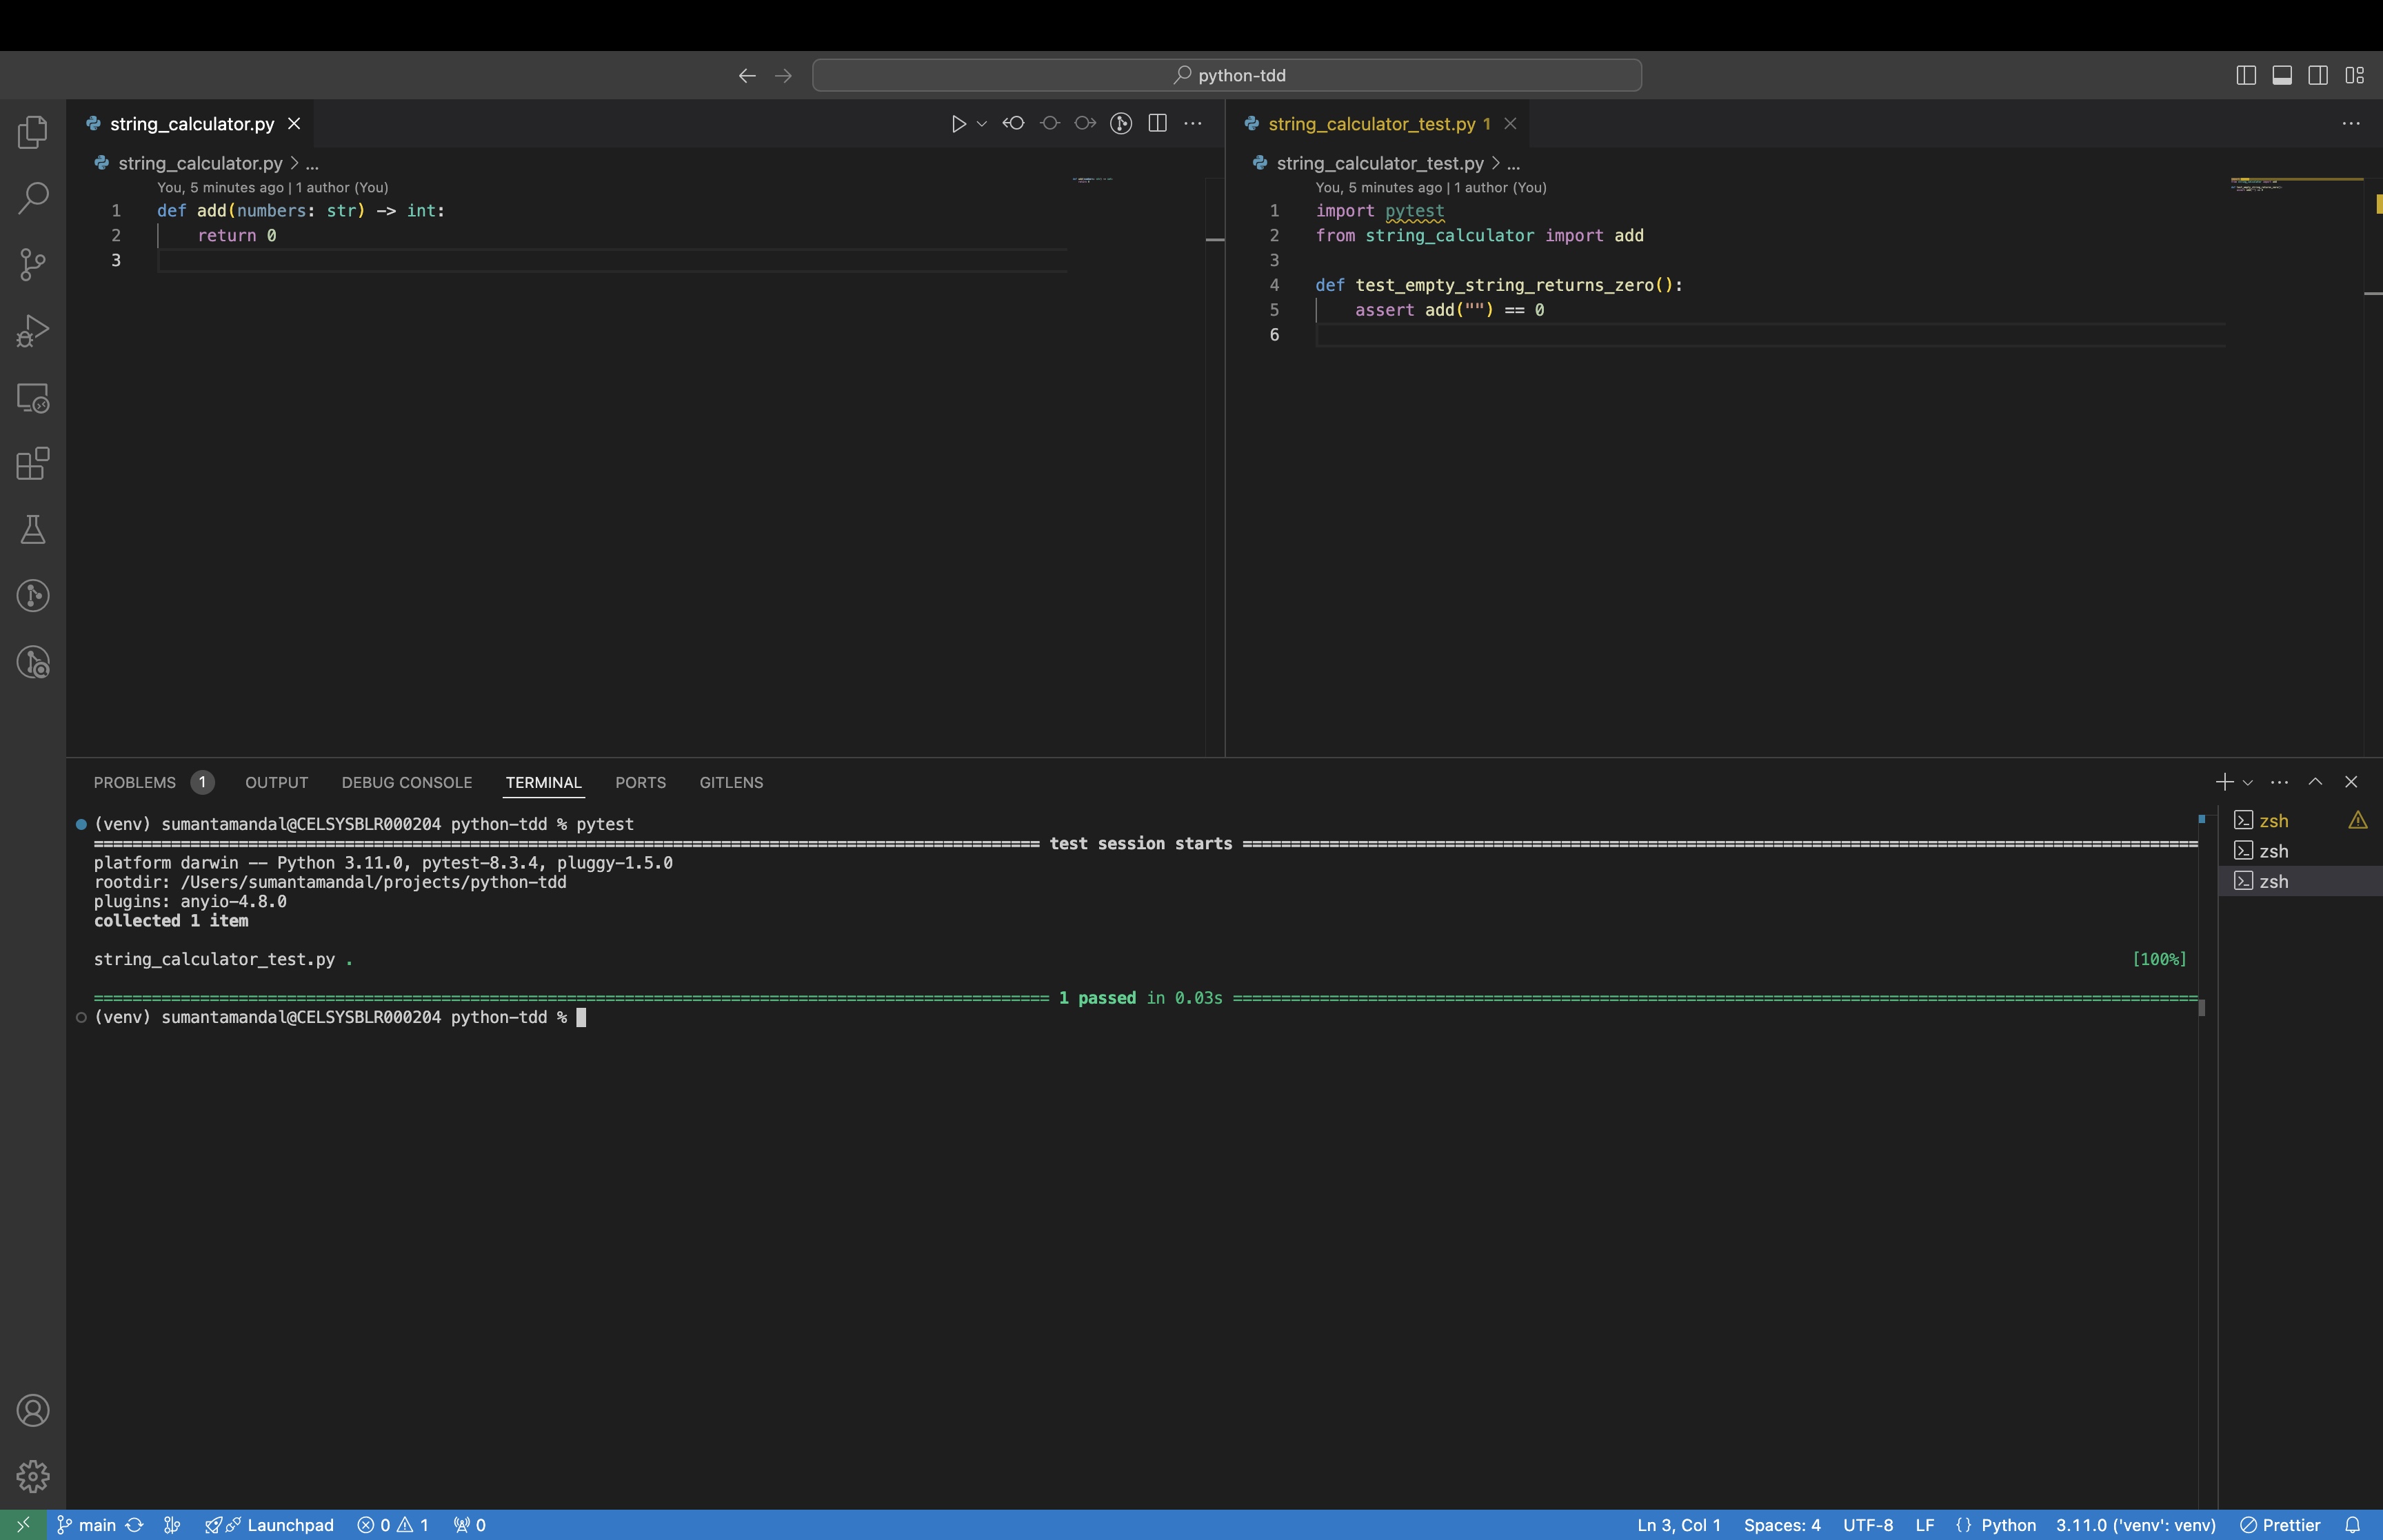 python-tdd
string_calculator.py
string_calculator.py > ...
You, 5 minutes ago | 1 author (You)
1 def add(numbers: str) -> int:
2     return 0
3
string_calculator_test.py 1
string_calculator_test.py > ...
You, 5 minutes ago | 1 author (You)
1 import pytest
2 from string_calculator import add
3
4 def test_empty_string_returns_zero():
5     assert add("") == 0
6
PROBLEMS 1 OUTPUT DEBUG CONSOLE TERMINAL PORTS GITLENS
(venv) sumantamandal@CELSYSBLR000204 python-tdd % pytest
test session starts
platform darwin -- Python 3.11.0, pytest-8.3.4, pluggy-1.5.0
rootdir: /Users/sumantamandal/projects/python-tdd
plugins: anyio-4.8.0
collected 1 item
string_calculator_test.py . [100%]
1 passed in 0.03s
(venv) sumantamandal@CELSYSBLR000204 python-tdd %
zsh
zsh
zsh
main Launchpad 0 1 0 Ln 3, Col 1 Spaces: 4 UTF-8 LF {} Python 3.11.0 ('venv': venv) Prettier